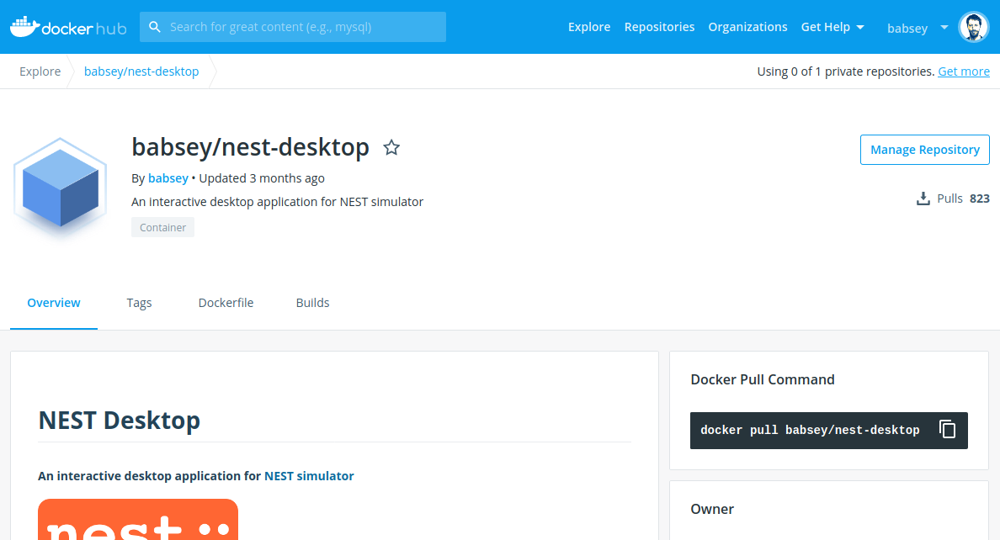 docker hub
Search for great content (e.g., mysql)
Explore Repositories Organizations Get Help babsey
Explore babsey/nest-desktop
Using 0 of 1 private repositories. Get more
babsey/nest-desktop
Manage Repository
By babsey • Updated 3 months ago
An interactive desktop application for NEST simulator
Pulls 823
Container
Overview Tags Dockerfile Builds
NEST Desktop
An interactive desktop application for NEST simulator
nest::
Docker Pull Command
docker pull babsey/nest-desktop
Owner